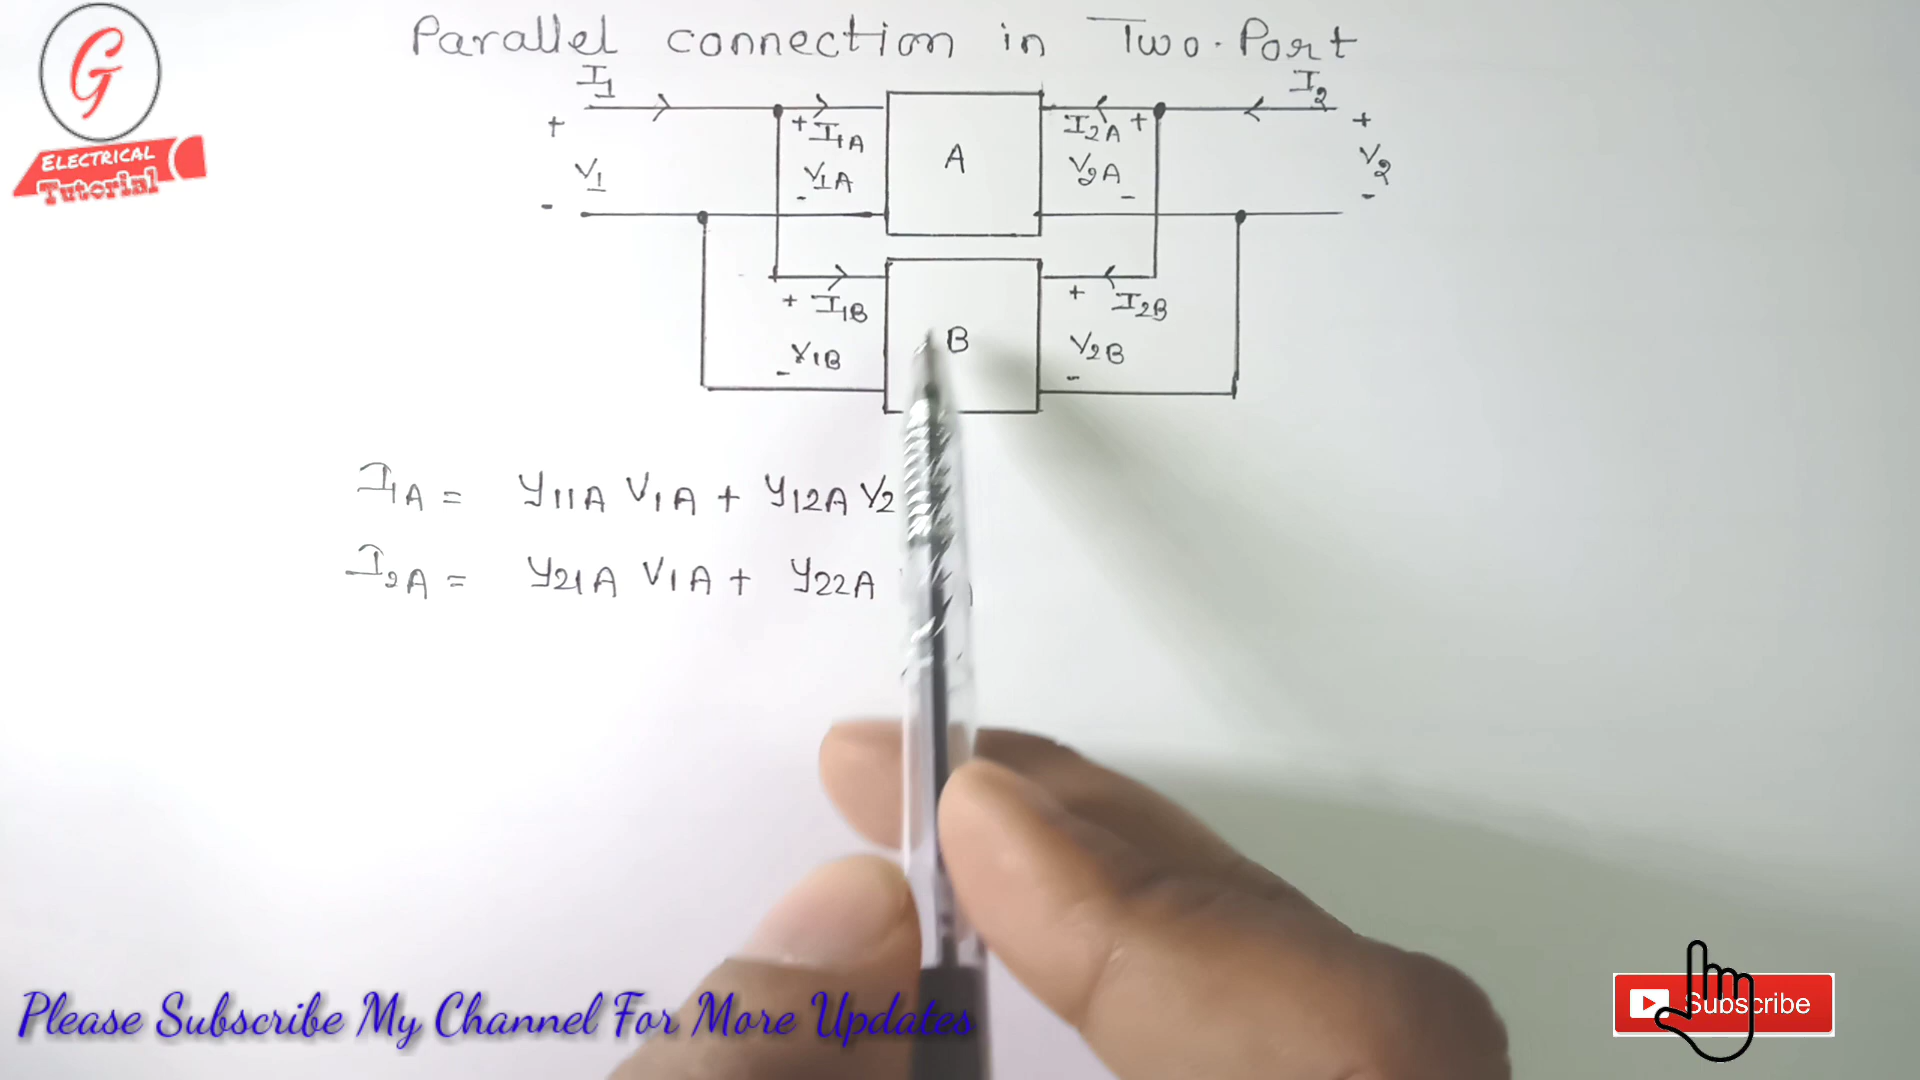 G
ELECTRICAL
Tutorial
Parallel connection in Two-Port
I1 I2
+ + I1A A I2A + +
V1 V1A V2A V2
- - - -
+ I1B B + I2B
V1B V2B
- -
I1A = Y11A V1A + Y12A V2
I2A = Y21A V1A + Y22A
Please Subscribe My Channel For More Updates
Subscribe